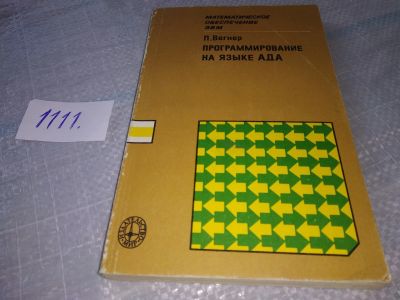 МАТЕМАТИЧЕСКОЕ
ОБЕСПЕЧЕНИЕ
ЭВМ
П. Вегнер
ПРОГРАММИРОВАНИЕ
НА ЯЗЫКЕ АДА
1111.